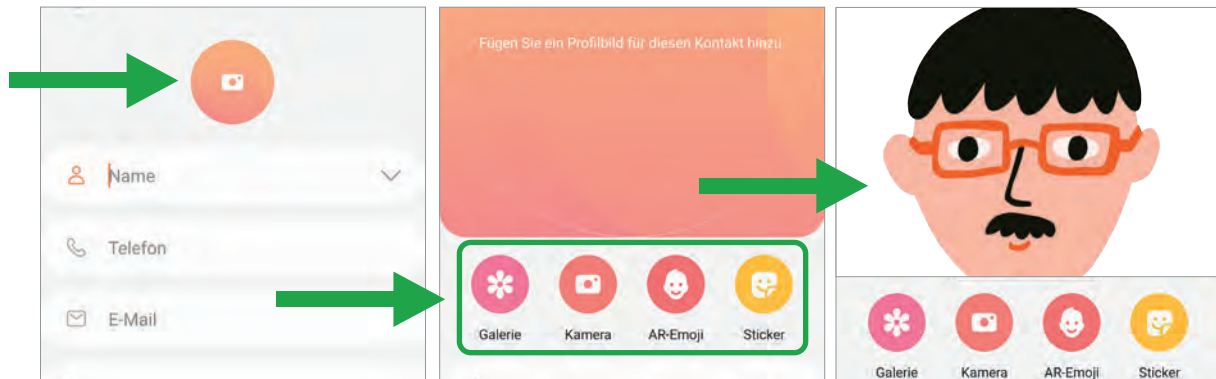 Name
Telefon
E-Mail
Fügen Sie ein Profilbild für diesen Kontakt hinzu
Galerie Kamera AR-Emoji Sticker
Galerie Kamera AR-Emoji Sticker